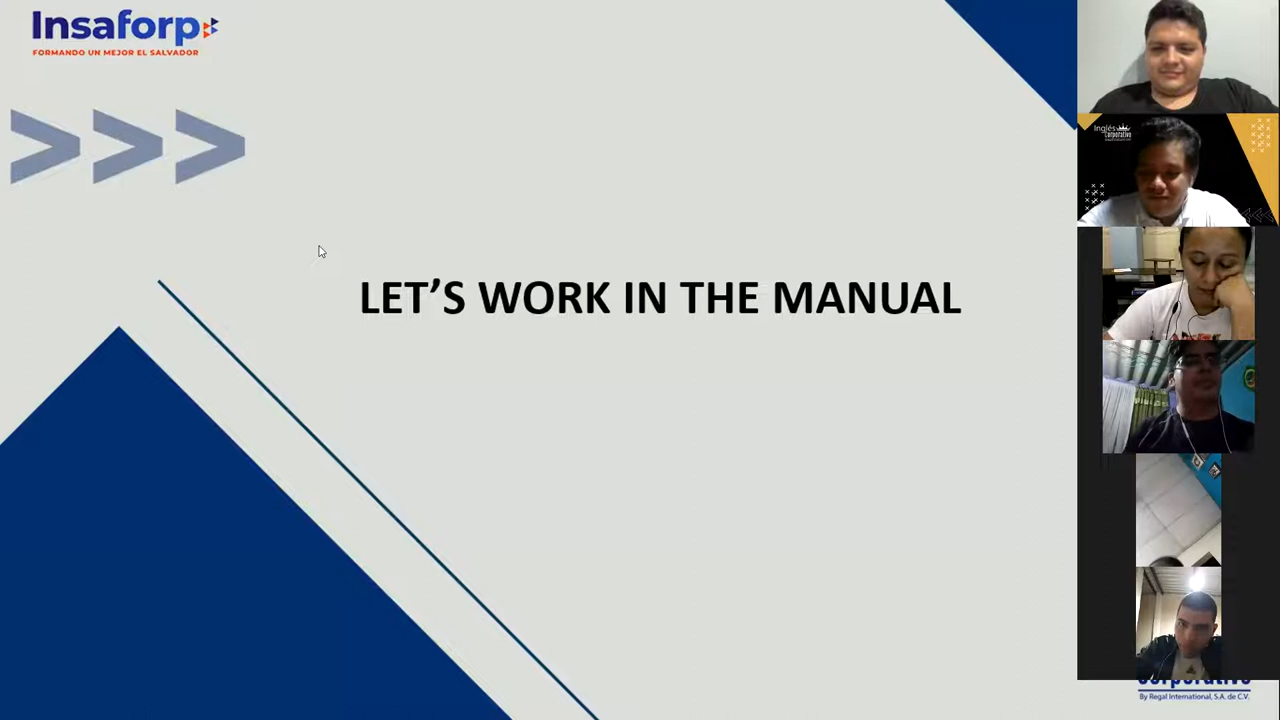 Insaforp
FORMANDO UN MEJOR EL SALVADOR
>>>
LET’S WORK IN THE MANUAL
Inglés
Corporativo
By Regal International, S.A. de C.V.